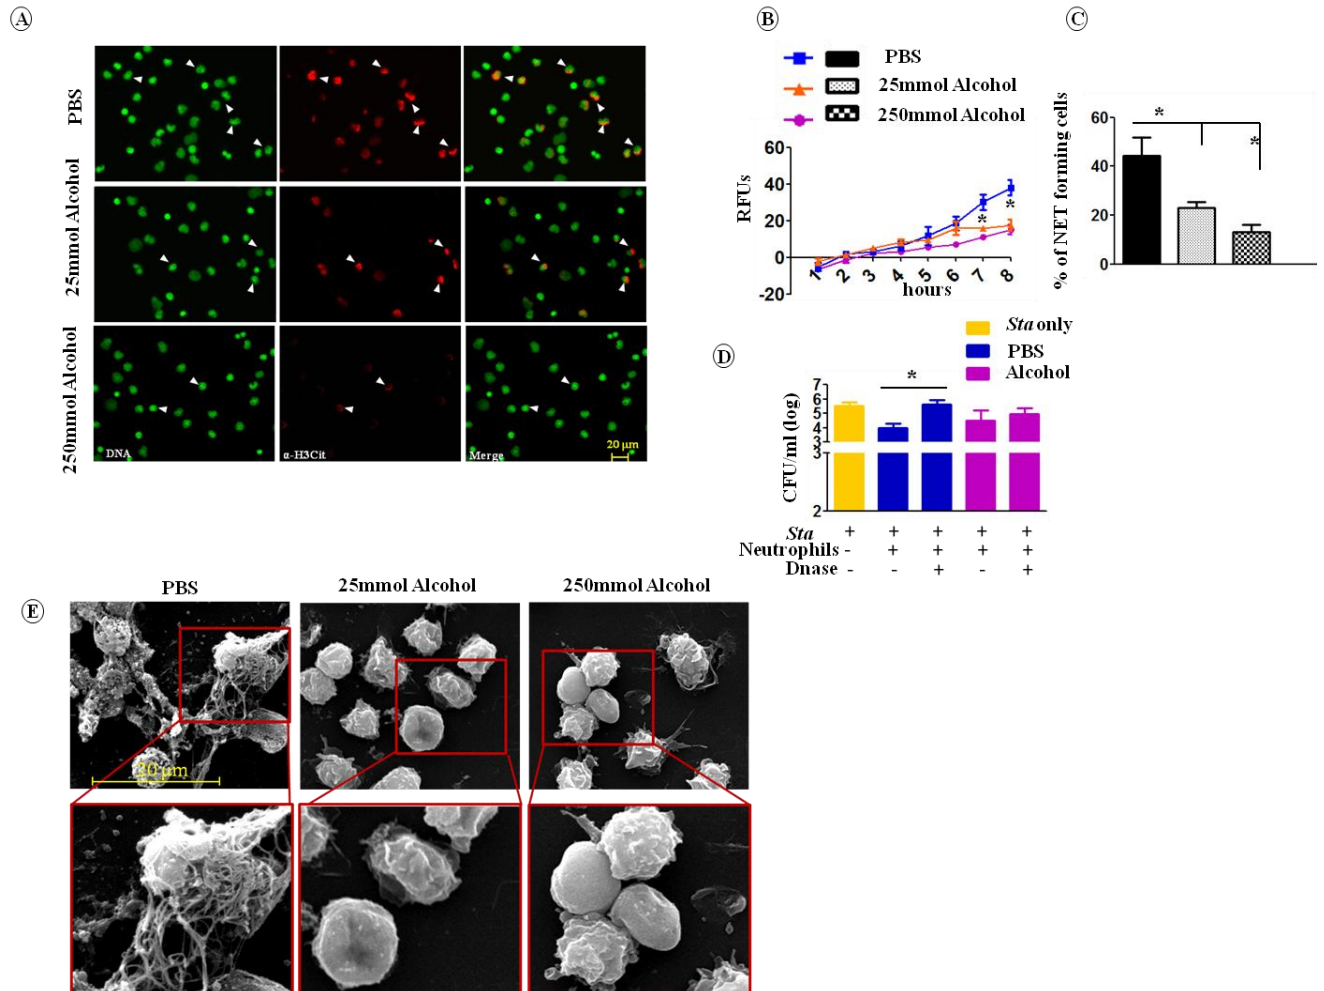 A
PBS
25mmol Alcohol
250mmol Alcohol
DNA
α-H3Cit
Merge
20 μm
B
PBS
25mmol Alcohol
250mmol Alcohol
RFUs
60
40
20
0
-20
1 2 3 4 5 6 7 8
hours
*
*
C
% of NET forming cells
60
40
20
0
*
*
D
Sta only
PBS
Alcohol
CFU/ml (log)
7
6
5
4
3
3
2
*
Sta + + + + +
Neutrophils - + + + +
Dnase - - + - +
E
PBS
25mmol Alcohol
250mmol Alcohol
20 μm